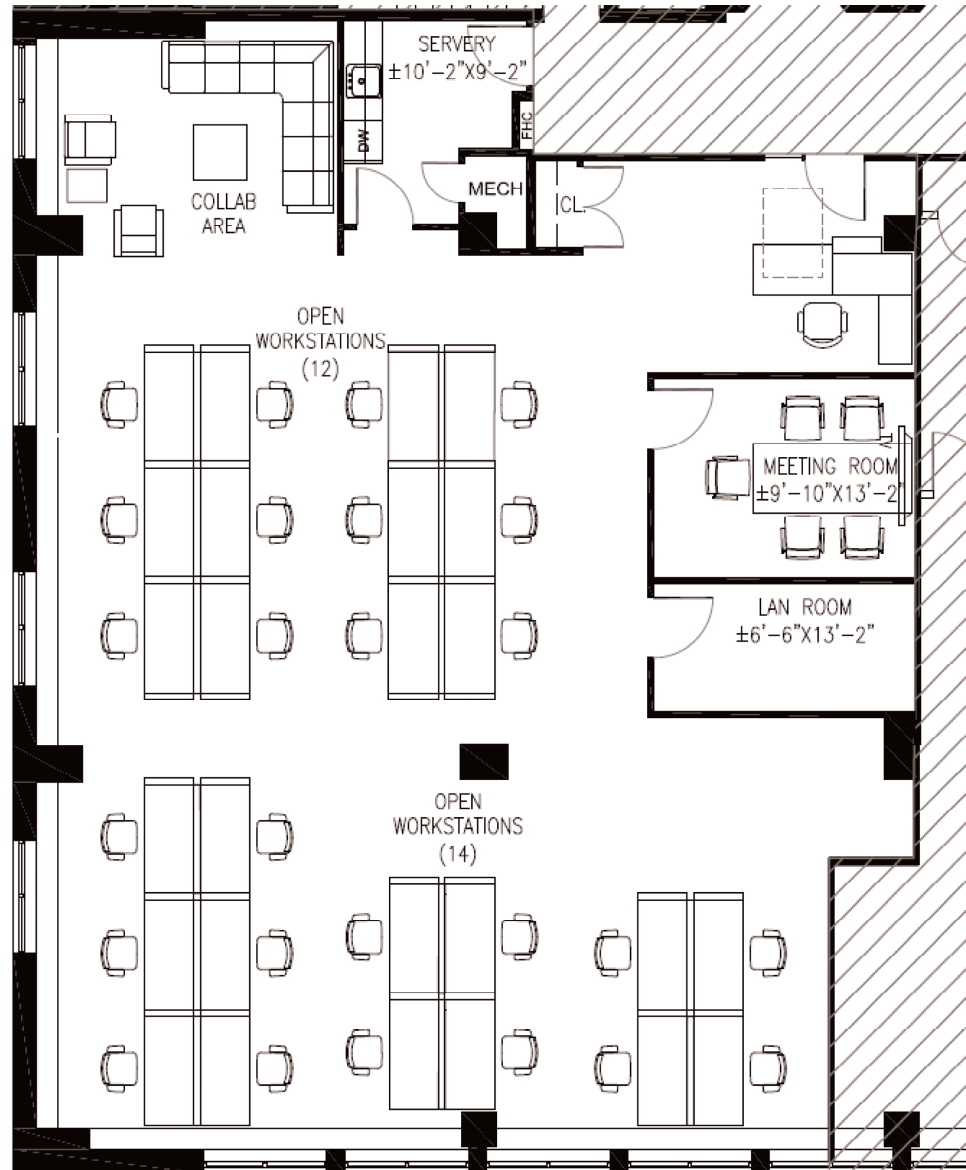 SERVERY
±10'-2"X9'-2"
DW
FHC
MECH
CL.
COLLAB
AREA
OPEN
WORKSTATIONS
(12)
MEETING ROOM
±9'-10"X13'-2"
LAN ROOM
±6'-6"X13'-2"
OPEN
WORKSTATIONS
(14)